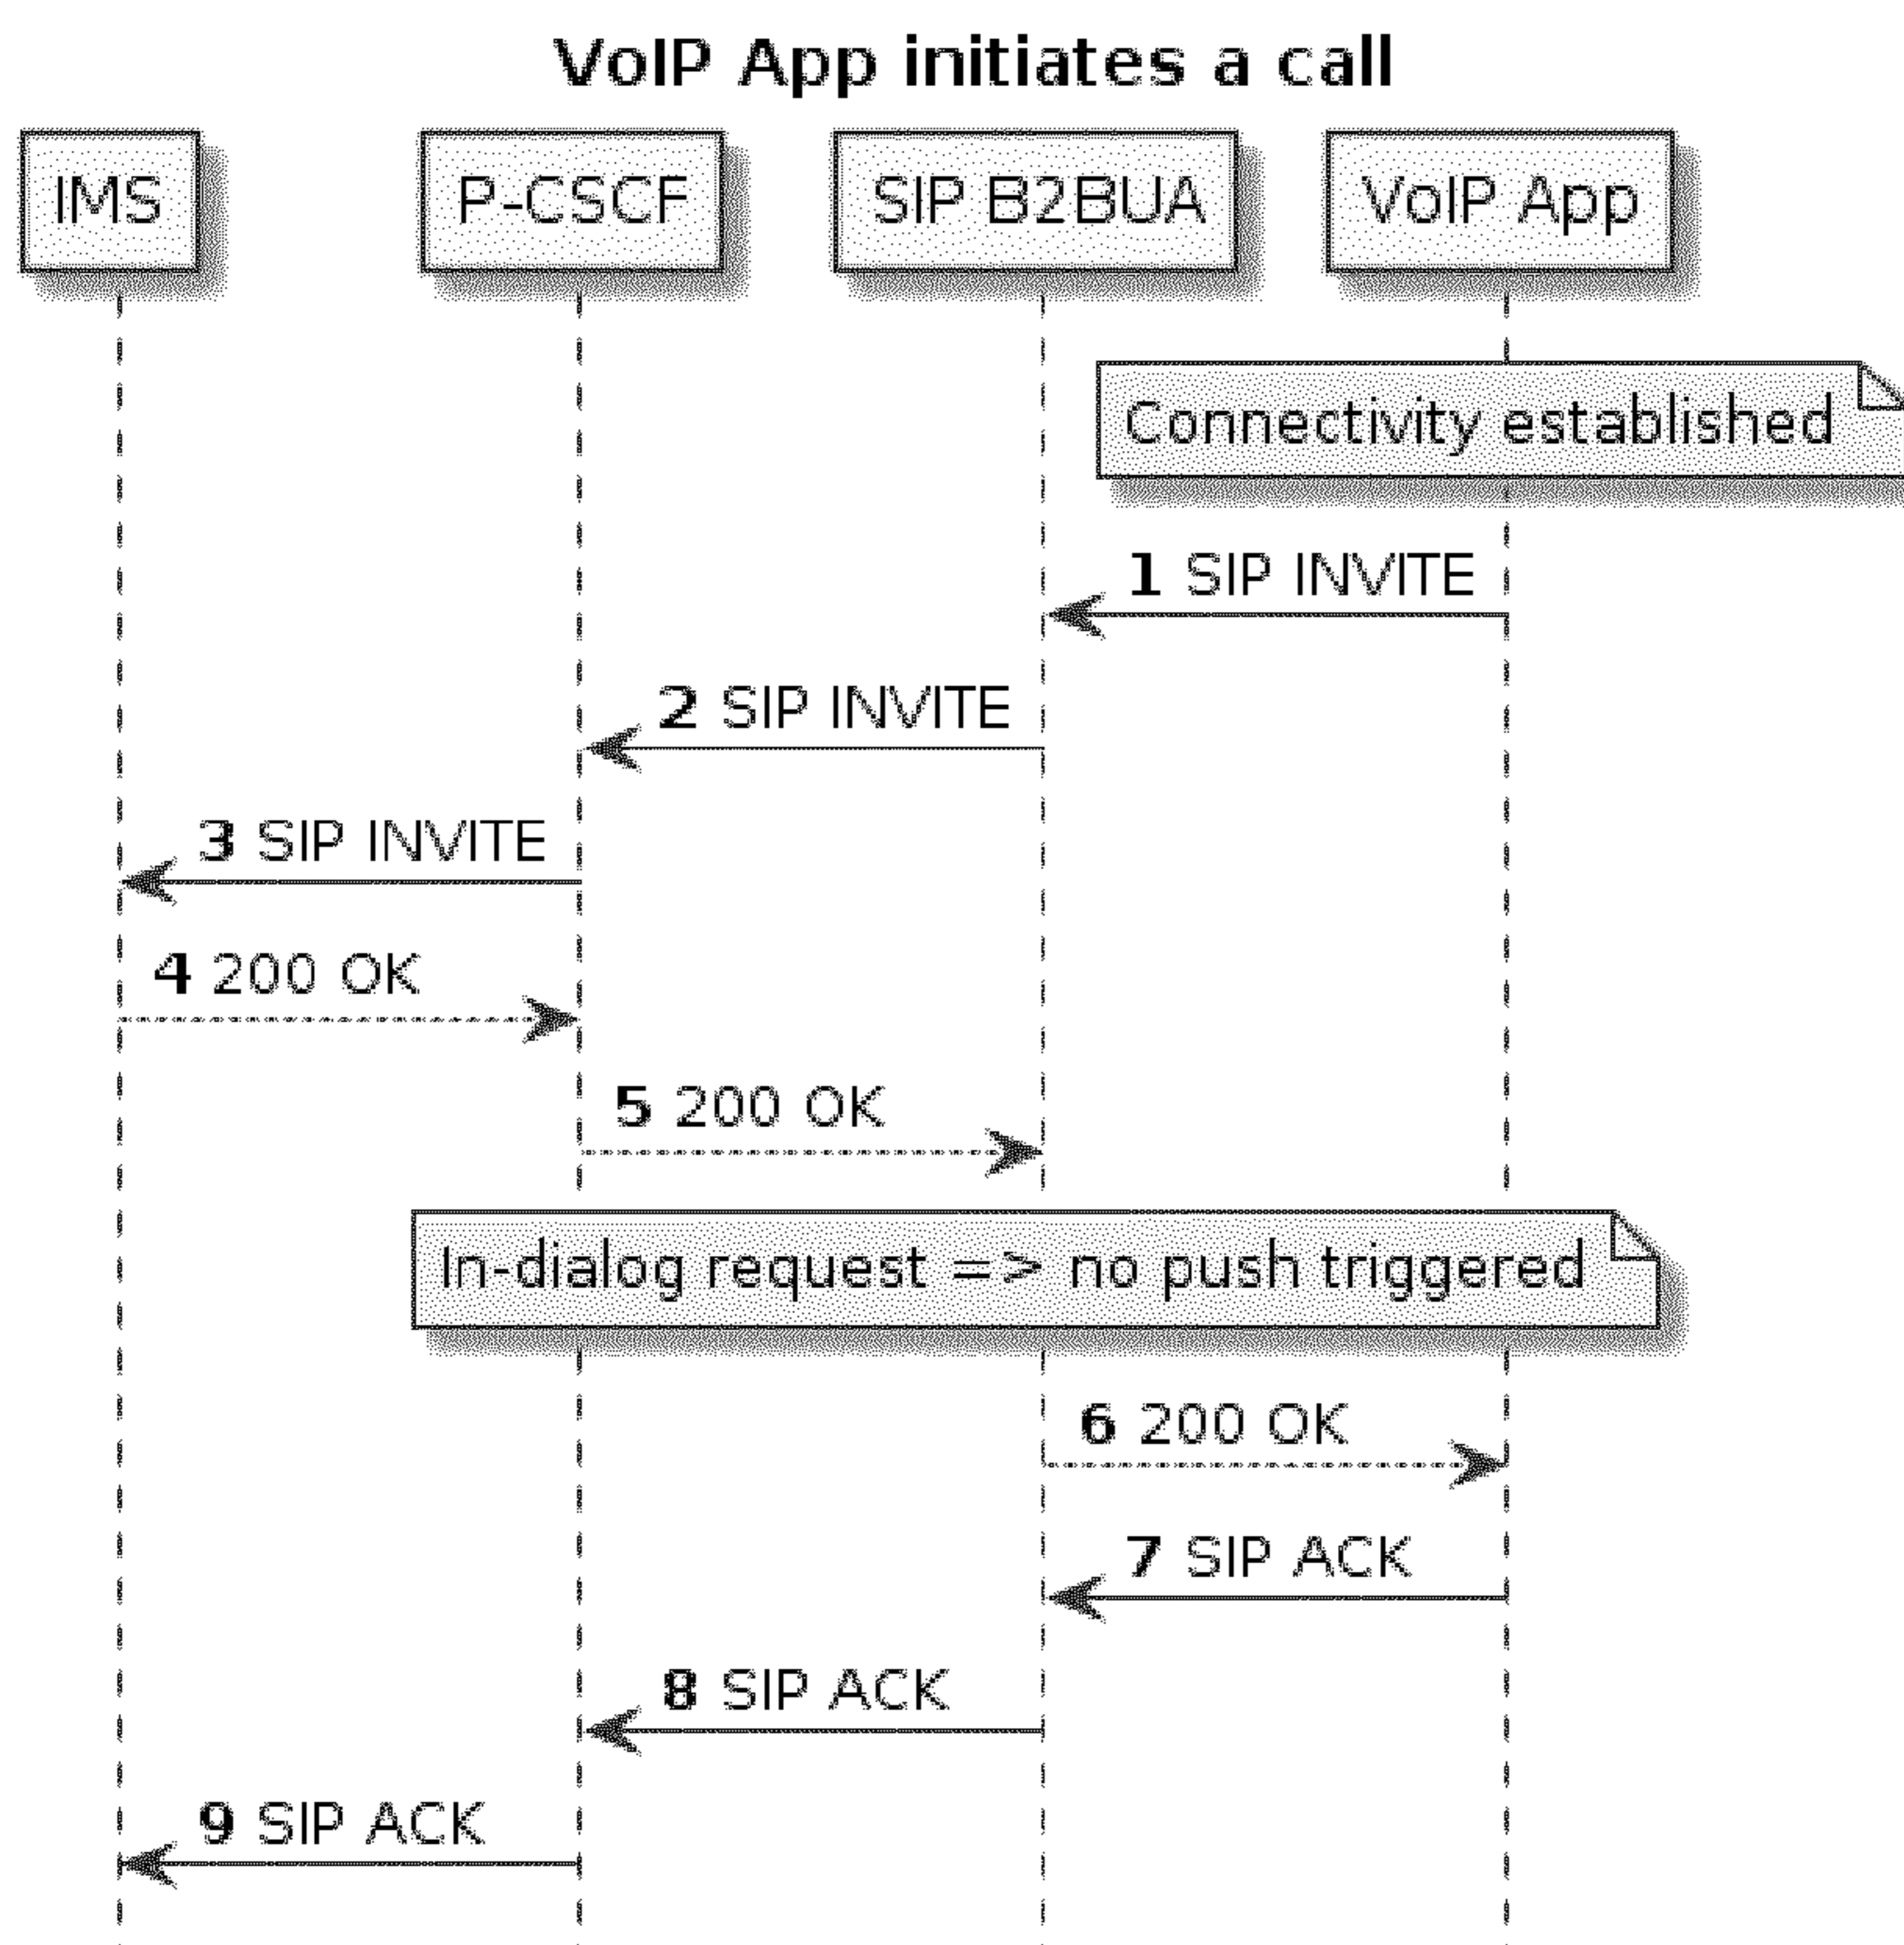 VoIP App initiates a call
IMS
P-CSCF
SIP B2BUA
VoIP App
Connectivity established
1 SIP INVITE
2 SIP INVITE
3 SIP INVITE
4 200 OK
5 200 OK
In-dialog request => no push triggered
6 200 OK
7 SIP ACK
8 SIP ACK
9 SIP ACK